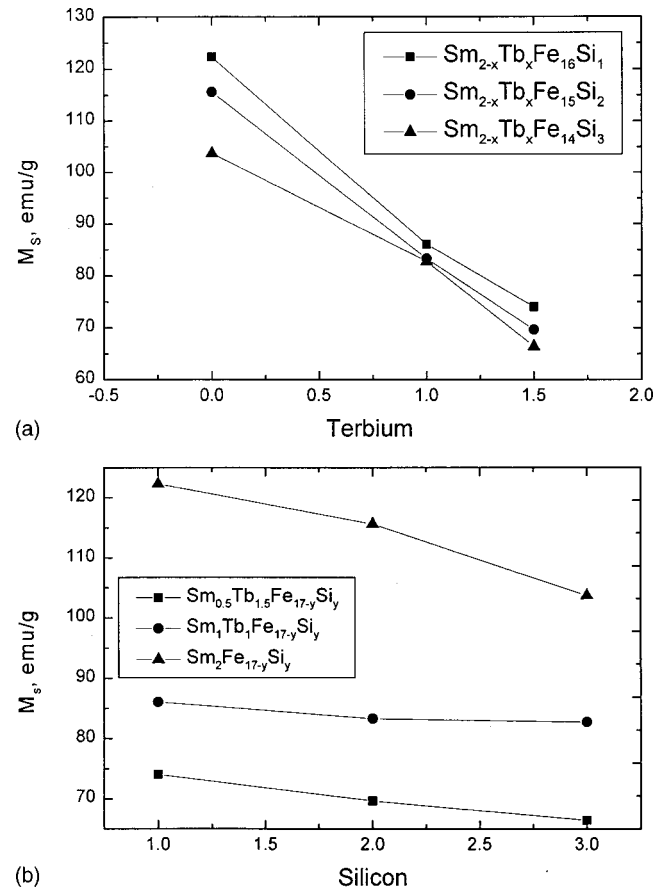 130
120
110
100
90
80
70
60
M_s, emu/g
Sm_{2-x}Tb_xFe_{16}Si_1
Sm_{2-x}Tb_xFe_{15}Si_2
Sm_{2-x}Tb_xFe_{14}Si_3
-0.5 0.0 0.5 1.0 1.5 2.0
(a) Terbium
120
110
100
90
80
70
M_s, emu/g
Sm_{0.5}Tb_{1.5}Fe_{17-y}Si_y
Sm_1Tb_1Fe_{17-y}Si_y
Sm_2Fe_{17-y}Si_y
1.0 1.5 2.0 2.5 3.0
(b) Silicon